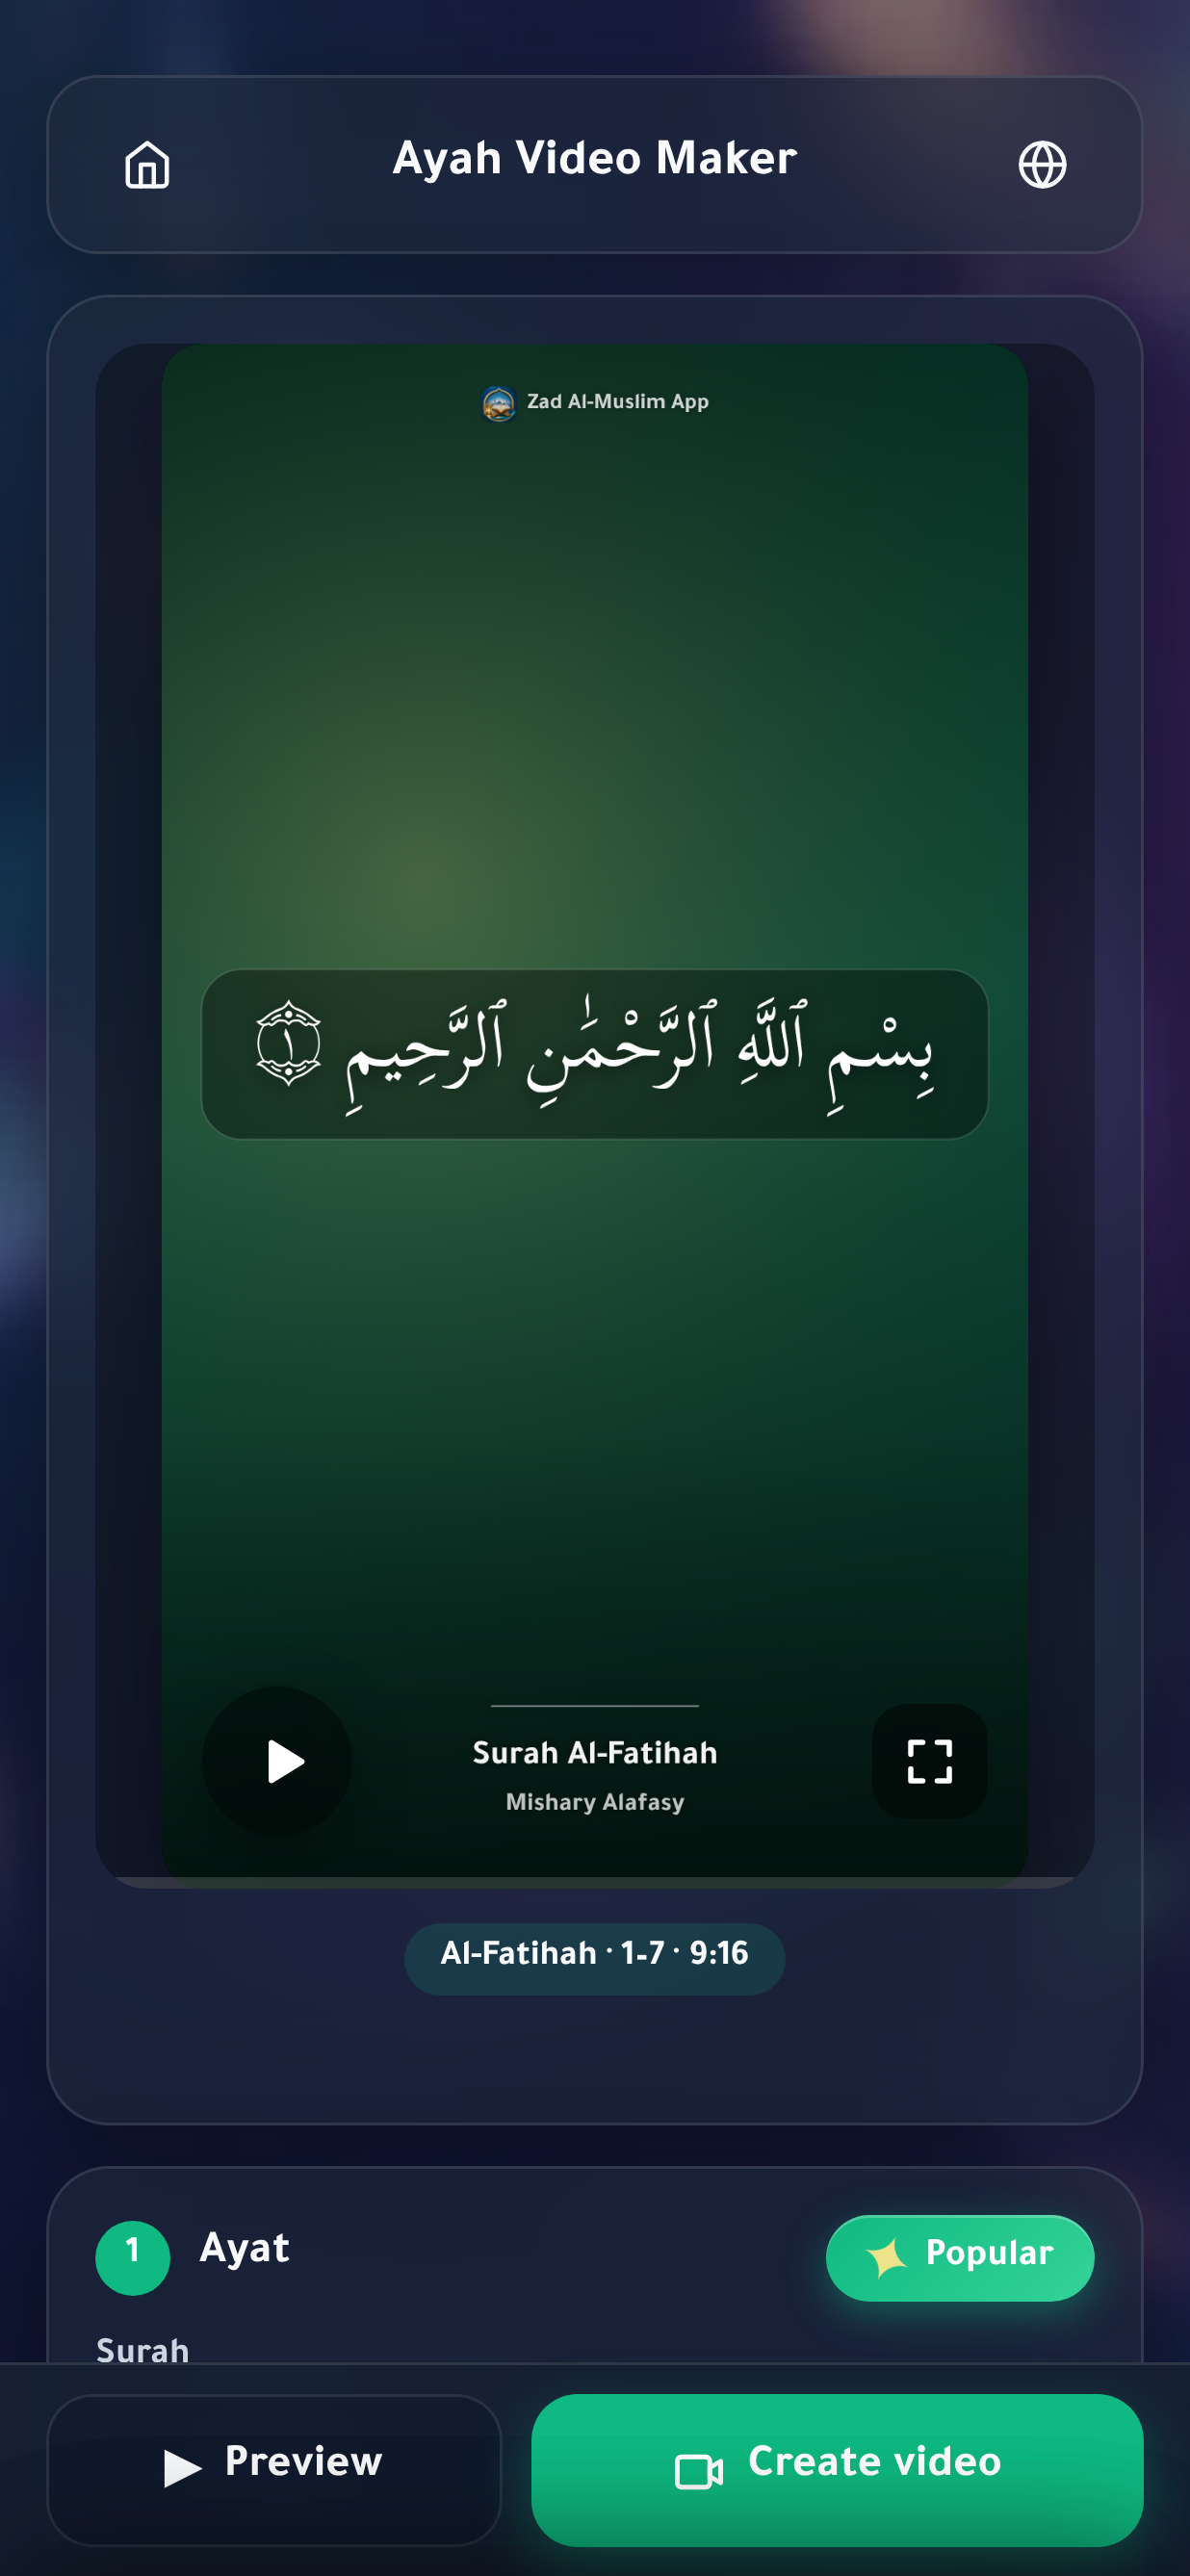 Ayah Video Maker
Zad Al-Muslim App
بِسْمِ ٱللَّهِ ٱلرَّحْمَٰنِ ٱلرَّحِيمِ ١
Surah Al-Fatihah
Mishary Alafasy
Al-Fatihah · 1-7 · 9:16
1 Ayat
Popular
Surah
Preview
Create video